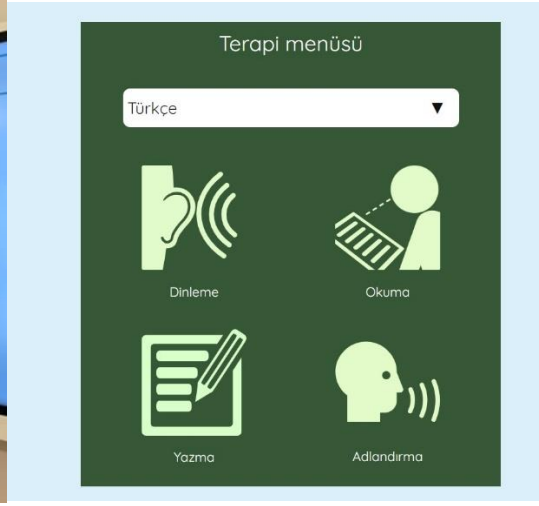 Terapi menüsü
Türkçe
Dinleme
Okuma
Yazma
Adlandırma